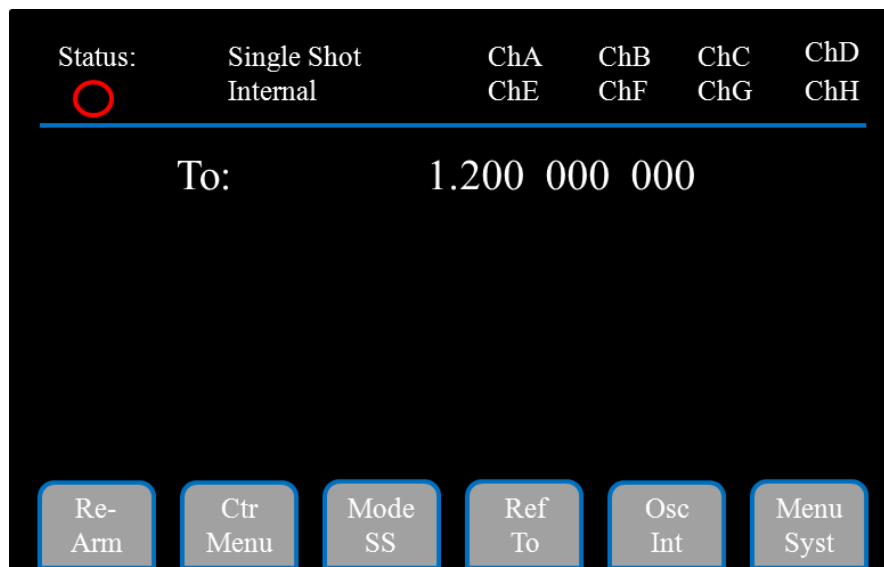 Status: Single Shot ChA ChB ChC ChD
Internal ChE ChF ChG ChH
To: 1.200 000 000
Re- Ctr Mode Ref Osc Menu
Arm Menu SS To Int Syst